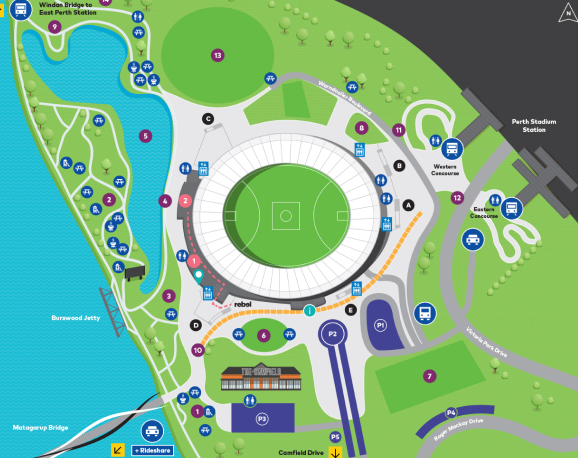 Windan Bridge to
East Perth Station
14
9
N
13
Warndoolier Boulevard
C
8
11
5
Perth Stadium
Station
B
Western
Concourse
2
4
2
A
12
Eastern
Concourse
1
3
rebel
Burswood Jetty
i
E
D
P1
P2
6
10
Victoria Park Drive
THE CAMFIELD
7
1
P3
P4
Roger Mackay Drive
Matagarup Bridge
P5
+ Rideshare
Camfield Drive